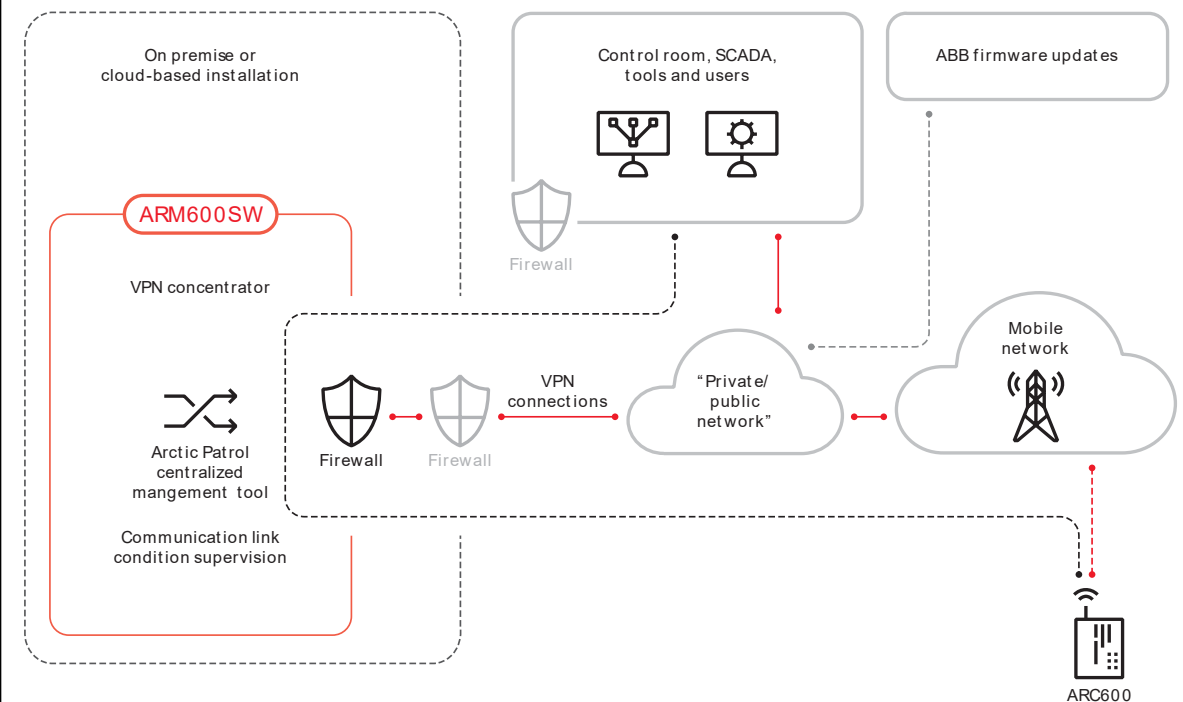 On premise or
cloud-based installation
Control room, SCADA,
tools and users
ABB firmware updates
ARM600SW
Firewall
VPN concentrator
Mobile
network
VPN
connections
"Private/
public
network"
Arctic Patrol
centralized
mangement tool
Firewall
Firewall
Communication link
condition supervision
ARC600